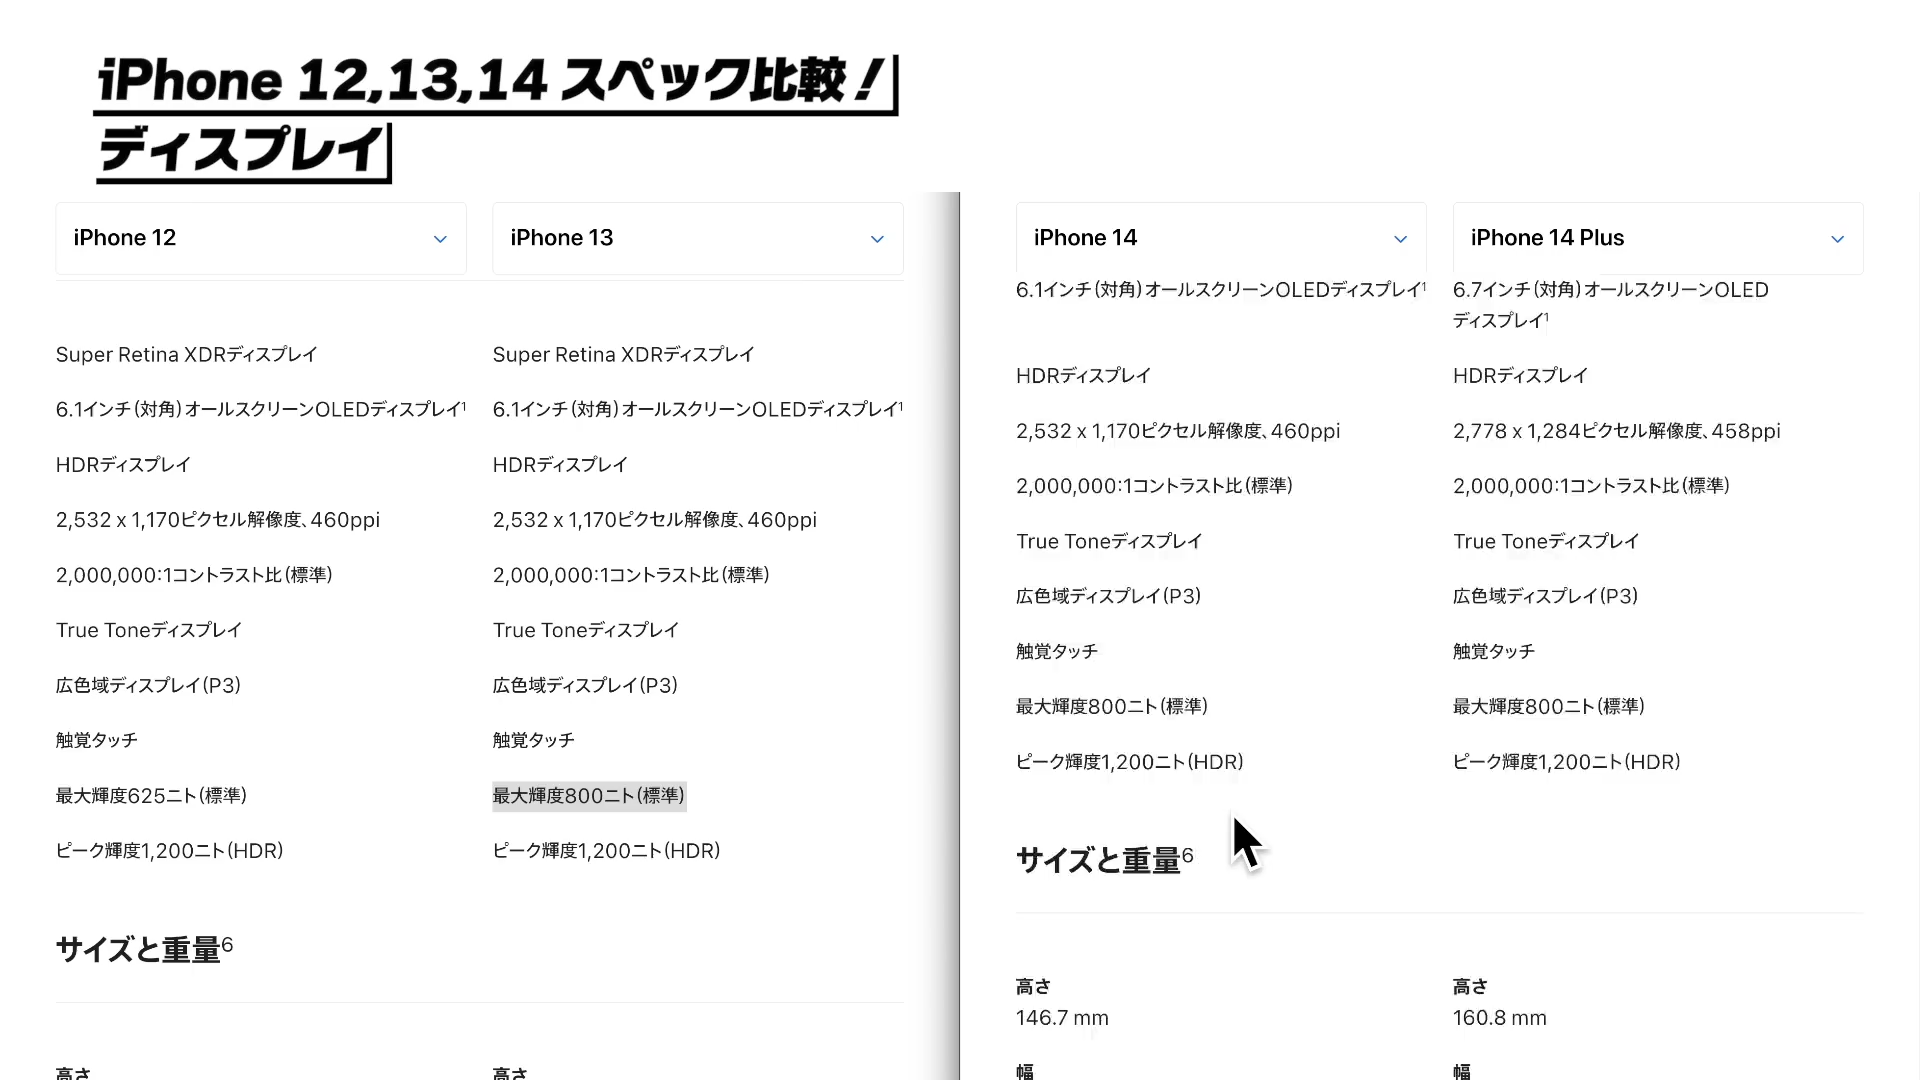 iPhone 12,13,14 スペック比較！
ディスプレイ
iPhone 12
Super Retina XDRディスプレイ
6.1インチ（対角）オールスクリーンOLEDディスプレイ¹
HDRディスプレイ
2,532 x 1,170ピクセル解像度、460ppi
2,000,000:1コントラスト比（標準）
True Toneディスプレイ
広色域ディスプレイ（P3）
触覚タッチ
最大輝度625ニト（標準）
ピーク輝度1,200ニト（HDR）
サイズと重量⁶
高さ
iPhone 13
Super Retina XDRディスプレイ
6.1インチ（対角）オールスクリーンOLEDディスプレイ¹
HDRディスプレイ
2,532 x 1,170ピクセル解像度、460ppi
2,000,000:1コントラスト比（標準）
True Toneディスプレイ
広色域ディスプレイ（P3）
触覚タッチ
最大輝度800ニト（標準）
ピーク輝度1,200ニト（HDR）
高さ
iPhone 14
6.1インチ（対角）オールスクリーンOLEDディスプレイ¹
HDRディスプレイ
2,532 x 1,170ピクセル解像度、460ppi
2,000,000:1コントラスト比（標準）
True Toneディスプレイ
広色域ディスプレイ（P3）
触覚タッチ
最大輝度800ニト（標準）
ピーク輝度1,200ニト（HDR）
サイズと重量⁶
高さ
146.7 mm
幅
iPhone 14 Plus
6.7インチ（対角）オールスクリーンOLED
ディスプレイ¹
HDRディスプレイ
2,778 x 1,284ピクセル解像度、458ppi
2,000,000:1コントラスト比（標準）
True Toneディスプレイ
広色域ディスプレイ（P3）
触覚タッチ
最大輝度800ニト（標準）
ピーク輝度1,200ニト（HDR）
高さ
160.8 mm
幅